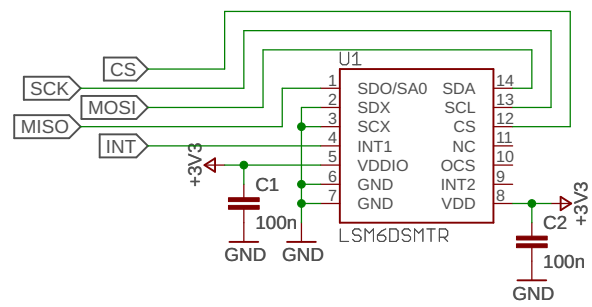 U1
CS
SCK
MOSI
MISO
INT
1 SDO/SA0 SDA 14
2 SDX SCL 13
3 SCX CS 12
4 INT1 NC 11
5 VDDIO OCS 10
6 GND INT2 9
7 GND VDD 8
LSM6DSMTR
+3V3
C1
100n
GND
GND
+3V3
C2
100n
GND